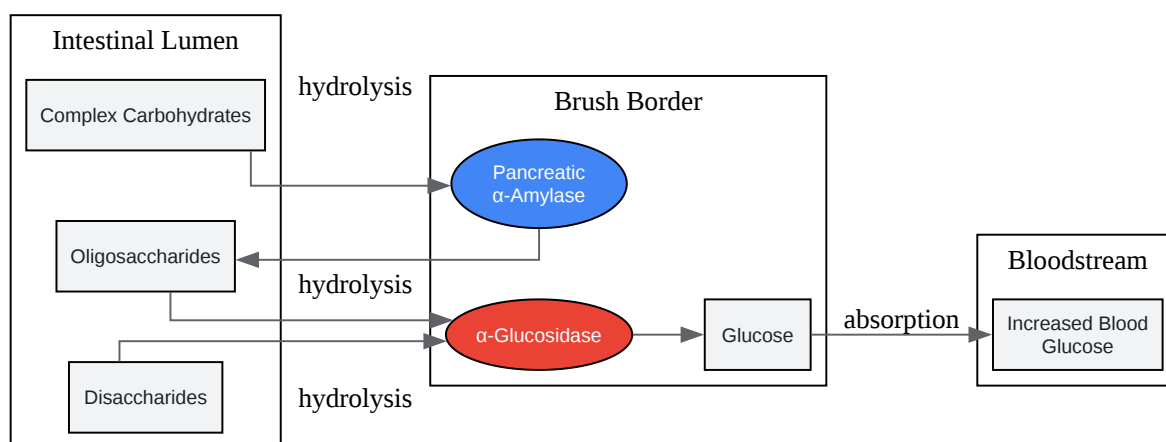 Intestinal Lumen
Complex Carbohydrates
hydrolysis
Brush Border
Pancreatic
α-Amylase
Oligosaccharides
hydrolysis
Bloodstream
α-Glucosidase
Glucose
absorption
Increased Blood
Glucose
Disaccharides
hydrolysis